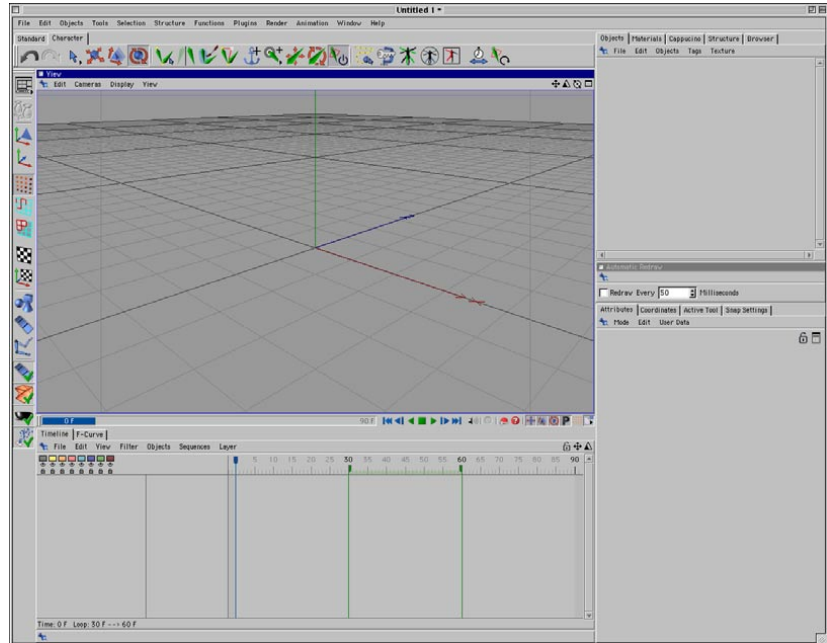 Untitled 1
File Edit Objects Tools Selection Structure Functions Plugins Render Animation Window Help
Standard Character
Objects Materials Cappucino Structure Browser
File Edit Objects Tags Texture
View
Edit Cameras Display View
Automatic Redraw
Redraw Every 50 Milliseconds
Attributes Coordinates Active Tool Snap Settings
Mode Edit User Data
0 F 90 F P
Timeline F-Curve
File Edit View Filter Objects Sequences Layer
5 10 15 20 25 30 35 40 45 50 55 60 65 70 75 80 85 90
Time: 0 F Loop: 30 F --> 60 F